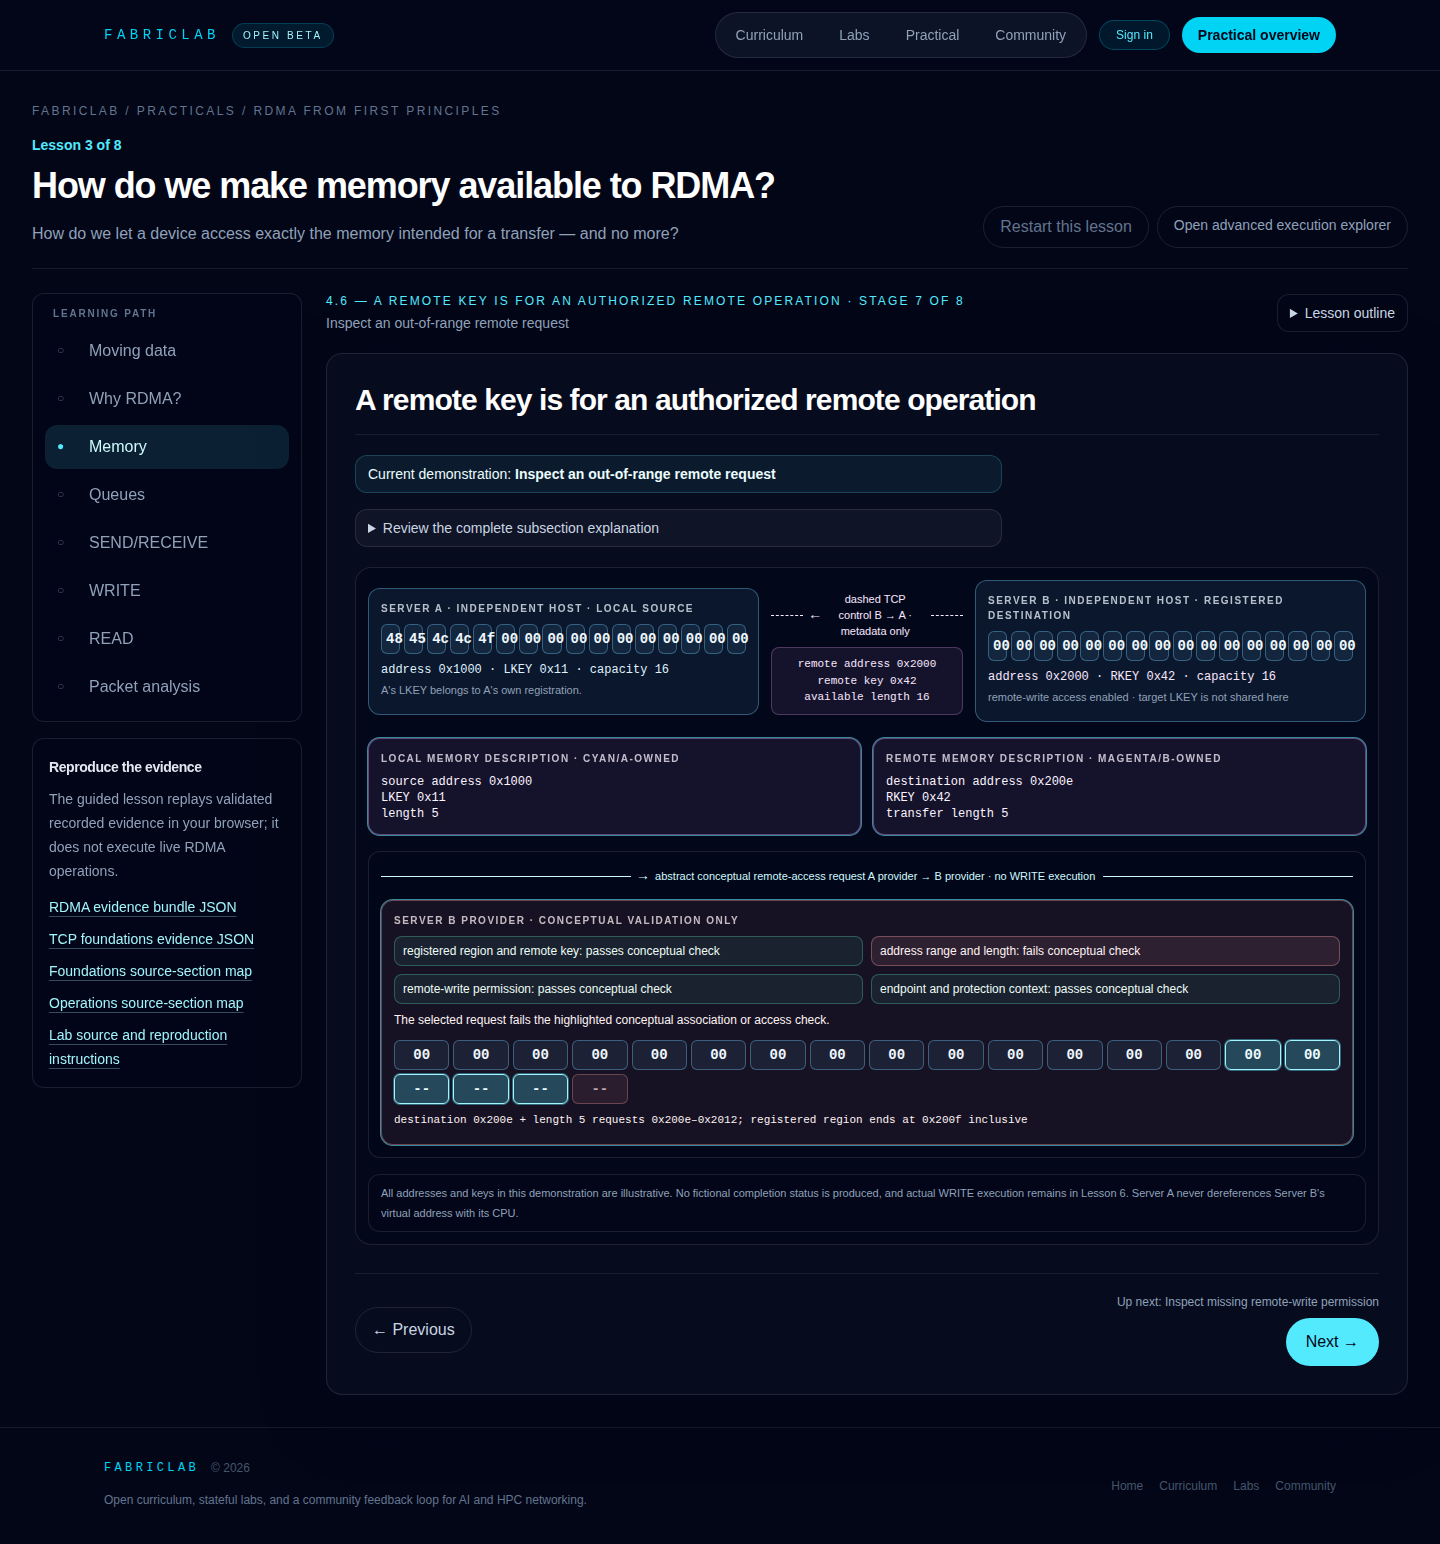 FABRICLAB
OPEN BETA
Curriculum
Labs
Practical
Community
Sign in
Practical overview
FABRICLAB / PRACTICALS / RDMA FROM FIRST PRINCIPLES
Lesson 3 of 8
How do we make memory available to RDMA?
How do we let a device access exactly the memory intended for a transfer — and no more?
Restart this lesson
Open advanced execution explorer
LEARNING PATH
Moving data
Why RDMA?
Memory
Queues
SEND/RECEIVE
WRITE
READ
Packet analysis
Reproduce the evidence
The guided lesson replays validated
recorded evidence in your browser; it
does not execute live RDMA
operations.
RDMA evidence bundle JSON
TCP foundations evidence JSON
Foundations source-section map
Operations source-section map
Lab source and reproduction
instructions
4.6 — A REMOTE KEY IS FOR AN AUTHORIZED REMOTE OPERATION · STAGE 7 OF 8
Inspect an out-of-range remote request
▶ Lesson outline
A remote key is for an authorized remote operation
Current demonstration: Inspect an out-of-range remote request
▶ Review the complete subsection explanation
SERVER A · INDEPENDENT HOST · LOCAL SOURCE
48 45 4c 4c 4f 00 00 00 00 00 00 00 00 00 00 00
address 0x1000 · LKEY 0x11 · capacity 16
A's LKEY belongs to A's own registration.
← dashed TCP
control B → A ·
metadata only
remote address 0x2000
remote key 0x42
available length 16
SERVER B · INDEPENDENT HOST · REGISTERED
DESTINATION
00 00 00 00 00 00 00 00 00 00 00 00 00 00 00 00
address 0x2000 · RKEY 0x42 · capacity 16
remote-write access enabled · target LKEY is not shared here
LOCAL MEMORY DESCRIPTION · CYAN/A-OWNED
source address 0x1000
LKEY 0x11
length 5
REMOTE MEMORY DESCRIPTION · MAGENTA/B-OWNED
destination address 0x200e
RKEY 0x42
transfer length 5
→ abstract conceptual remote-access request A provider → B provider · no WRITE execution
SERVER B PROVIDER · CONCEPTUAL VALIDATION ONLY
registered region and remote key: passes conceptual check
address range and length: fails conceptual check
remote-write permission: passes conceptual check
endpoint and protection context: passes conceptual check
The selected request fails the highlighted conceptual association or access check.
00 00 00 00 00 00 00 00 00 00 00 00 00 00 00 00
-- -- -- --
destination 0x200e + length 5 requests 0x200e–0x2012; registered region ends at 0x200f inclusive
All addresses and keys in this demonstration are illustrative. No fictional completion status is produced, and actual WRITE execution remains in Lesson 6. Server A never dereferences Server B's
virtual address with its CPU.
← Previous
Up next: Inspect missing remote-write permission
Next →
FABRICLAB © 2026
Open curriculum, stateful labs, and a community feedback loop for AI and HPC networking.
Home
Curriculum
Labs
Community